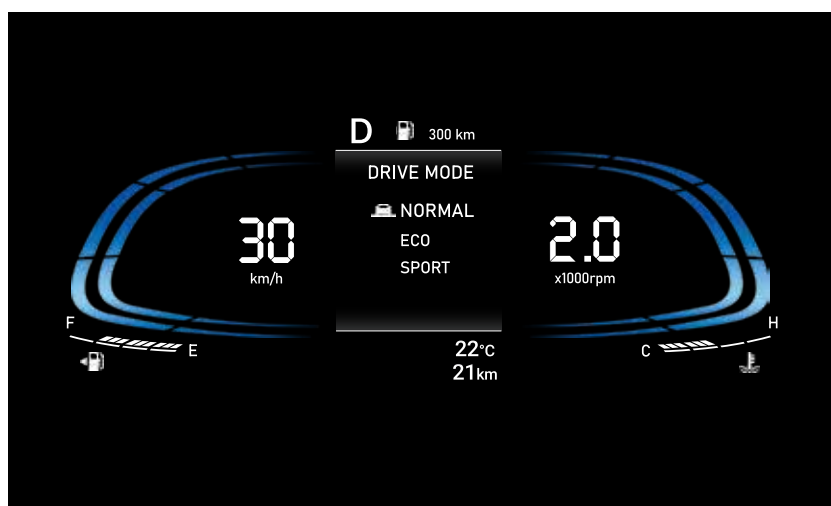 D 300 km
DRIVE MODE
NORMAL
ECO
SPORT
30
km/h
2.0
x1000rpm
F
E
C
H
22°C
21km